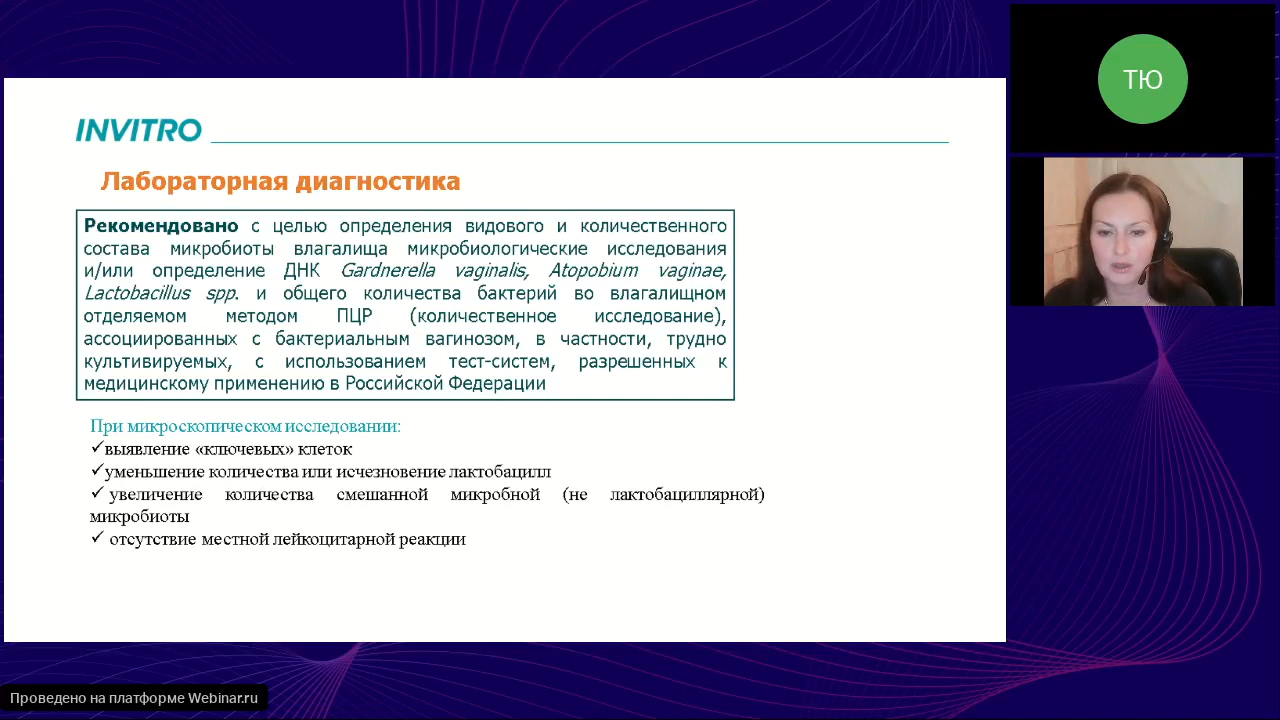 INVITRO
Лабораторная диагностика
Рекомендовано с целью определения видового и количественного
состава микробиоты влагалища микробиологические исследования
и/или определение ДНК Gardnerella vaginalis, Atopobium vaginae,
Lactobacillus spp. и общего количества бактерий во влагалищном
отделяемом методом ПЦР (количественное исследование),
ассоциированных с бактериальным вагинозом, в частности, трудно
культивируемых, с использованием тест-систем, разрешенных к
медицинскому применению в Российской Федерации
При микроскопическом исследовании:
✓выявление «ключевых» клеток
✓уменьшение количества или исчезновение лактобацилл
✓ увеличение количества смешанной микробной (не лактобациллярной)
микробиоты
✓ отсутствие местной лейкоцитарной реакции
ТЮ
Проведено на платформе Webinar.ru